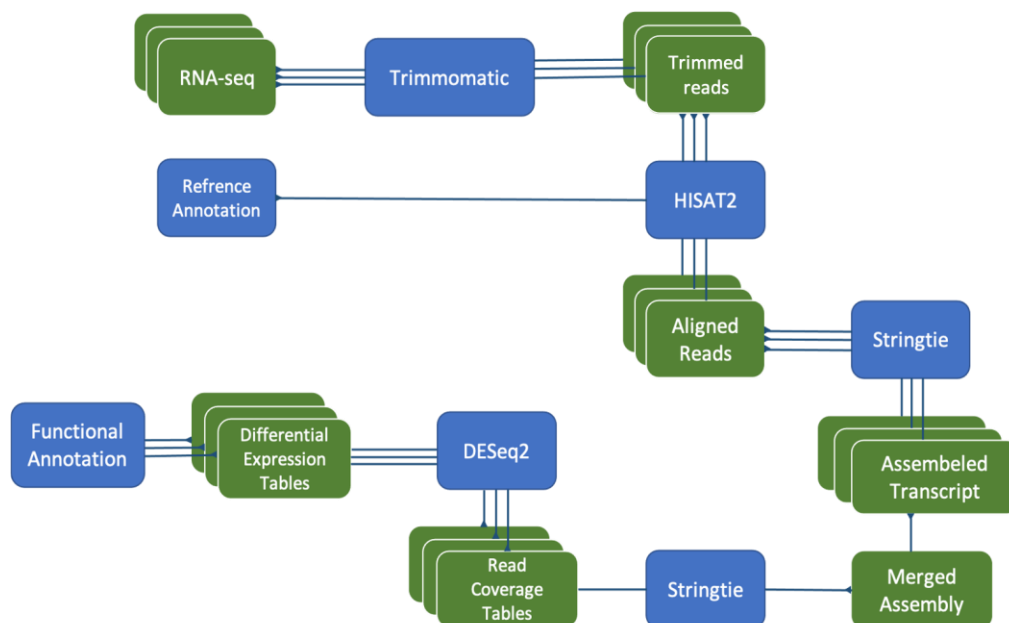 RNA-seq
Trimmomatic
Trimmed
reads
Refrence
Annotation
HISAT2
Aligned
Reads
Stringtie
Functional
Annotation
Differential
Expression
Tables
DESeq2
Assembeled
Transcript
Read
Coverage
Tables
Stringtie
Merged
Assembly